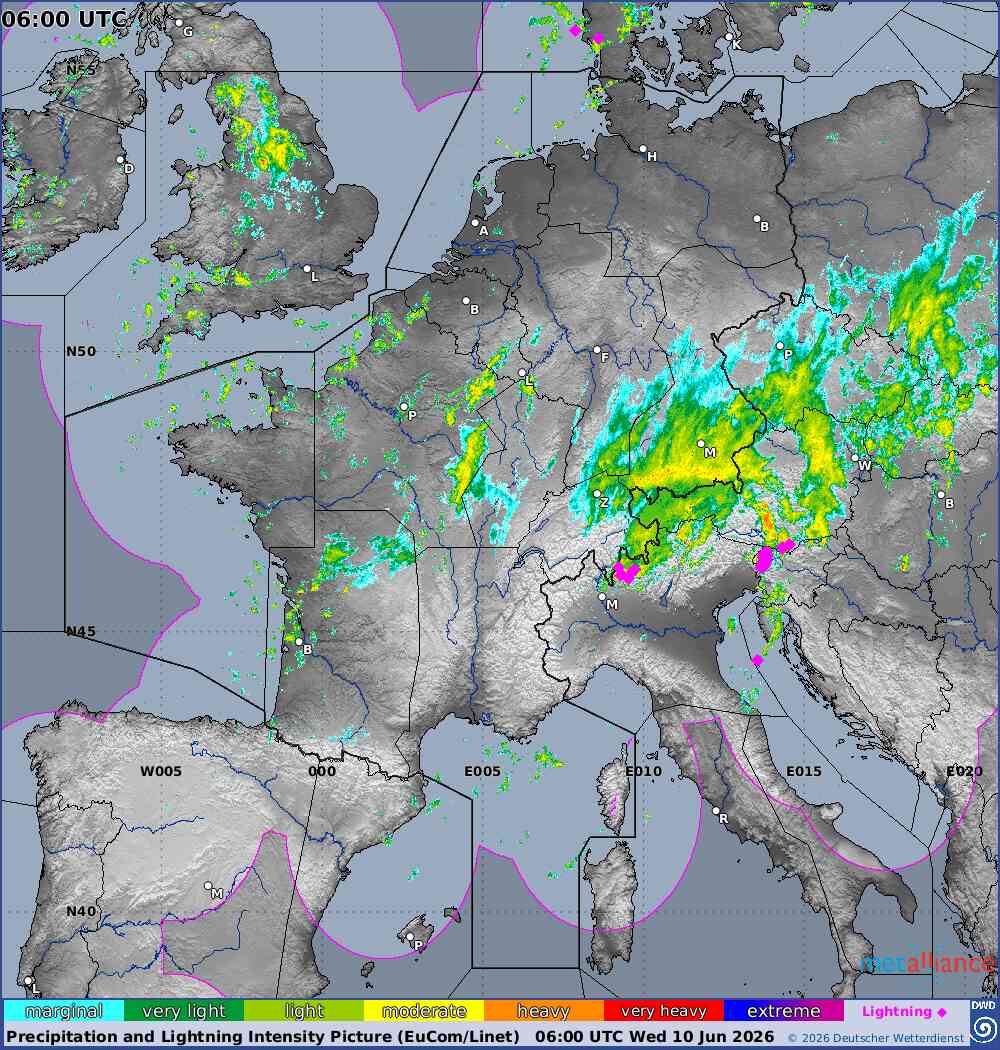 06:00 UTC
G
K
N55
H
D
A
B
L
B
N50
F
P
L
P
M
W
Z
B
M
N45
B
W005
000
E005
E010
E015
E020
R
M
N40
P
L
metalliance
marginal very light light moderate heavy very heavy extreme Lightning
DWD
Precipitation and Lightning Intensity Picture (EuCom/Linet) 06:00 UTC Wed 10 Jun 2026 © 2026 Deutscher Wetterdienst